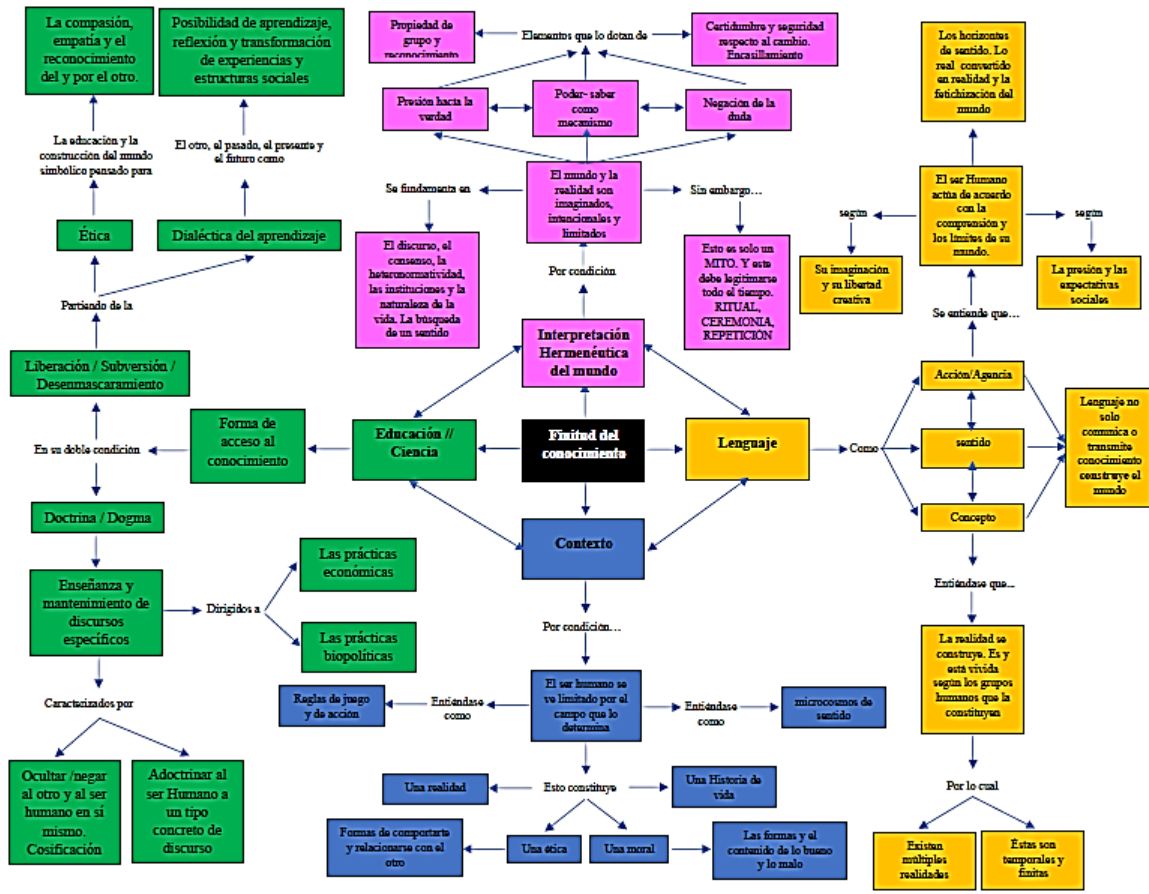 La compasión,
empatía y el
reconocimiento
del y por el otro.
Posibilidad de aprendizaje,
reflexión y transformación
de experiencias y
estructuras sociales
La educación y la
construcción del mundo
simbólico pensado para
El otro, el pasado, el presente y
el futuro como
Ética
Dialéctica del aprendizaje
Partiendo de la
Liberación / Subversión /
Desenmascaramiento
En su doble condición
Forma de
acceso al
conocimiento
Educación //
Ciencia
Doctrina / Dogma
Enseñanza y
mantenimiento de
discursos
específicos
Dirigidos a
Las prácticas
económicas
Las prácticas
biopolíticas
Caracterizados por
Ocultar /negar
al otro y al ser
humano en sí
mismo.
Cosificación
Adoctrinar al
ser Humano a
un tipo
concreto de
discurso
Propiedad de
grupo y
reconocimiento
Elementos que lo dotan de
Certidumbre y seguridad
respecto al cambio.
Encasillamiento
Presión hacia la
verdad
Poder- saber
como
mecanismo
Negación de la
duda
El mundo y la
realidad son
imaginados,
intencionales y
limitados
Se fundamenta en
Sin embargo...
El discurso, el
consenso, la
heteronormatividad,
las instituciones y la
naturaleza de la
vida. La búsqueda
de un sentido
Por condición
Esto es solo un
MITO. Y este
debe legitimarse
todo el tiempo.
RITUAL,
CEREMONIA,
REPETICIÓN
Interpretación
Hermenéutica
del mundo
Finitud del
conocimiento
Lenguaje
Contexto
Por condición...
El ser humano se
ve limitado por el
campo que lo
determina
Entiéndase
como
Reglas de juego
y de acción
Entiéndase
como
microcosmos de
sentido
Esto constituye
Una realidad
Una Historia de
vida
Formas de comportarte
y relacionarse con el
otro
Una ética
Una moral
Las formas y el
contenido de lo bueno
y lo malo
Los horizontes
de sentido. Lo
real convertido
en realidad y la
fetichización del
mundo
El ser Humano
actúa de acuerdo
con la
comprensión y
los límites de su
mundo.
según
según
Su imaginación
y su libertad
creativa
La presión y las
expectativas
sociales
Se entiende que...
Como
Acción/Agencia
sentido
Concepto
Lenguaje no
solo
comunica o
transmite
conocimiento
construye el
mundo
Entiéndase que...
La realidad se
construye. Es y
está vivida
según los grupos
humanos que la
constituyen
Por lo cual
Existen
múltiples
realidades
Éstas son
temporales y
finitas